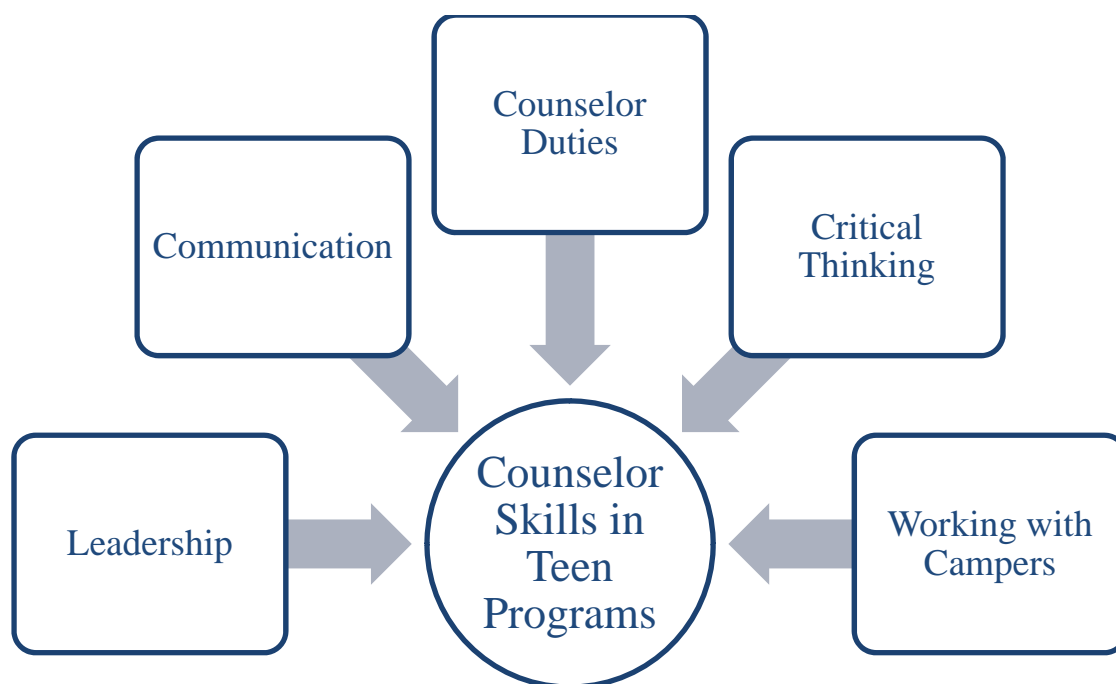 Counselor
Duties
Communication
Critical
Thinking
Leadership
Counselor
Skills in
Teen
Programs
Working with
Campers